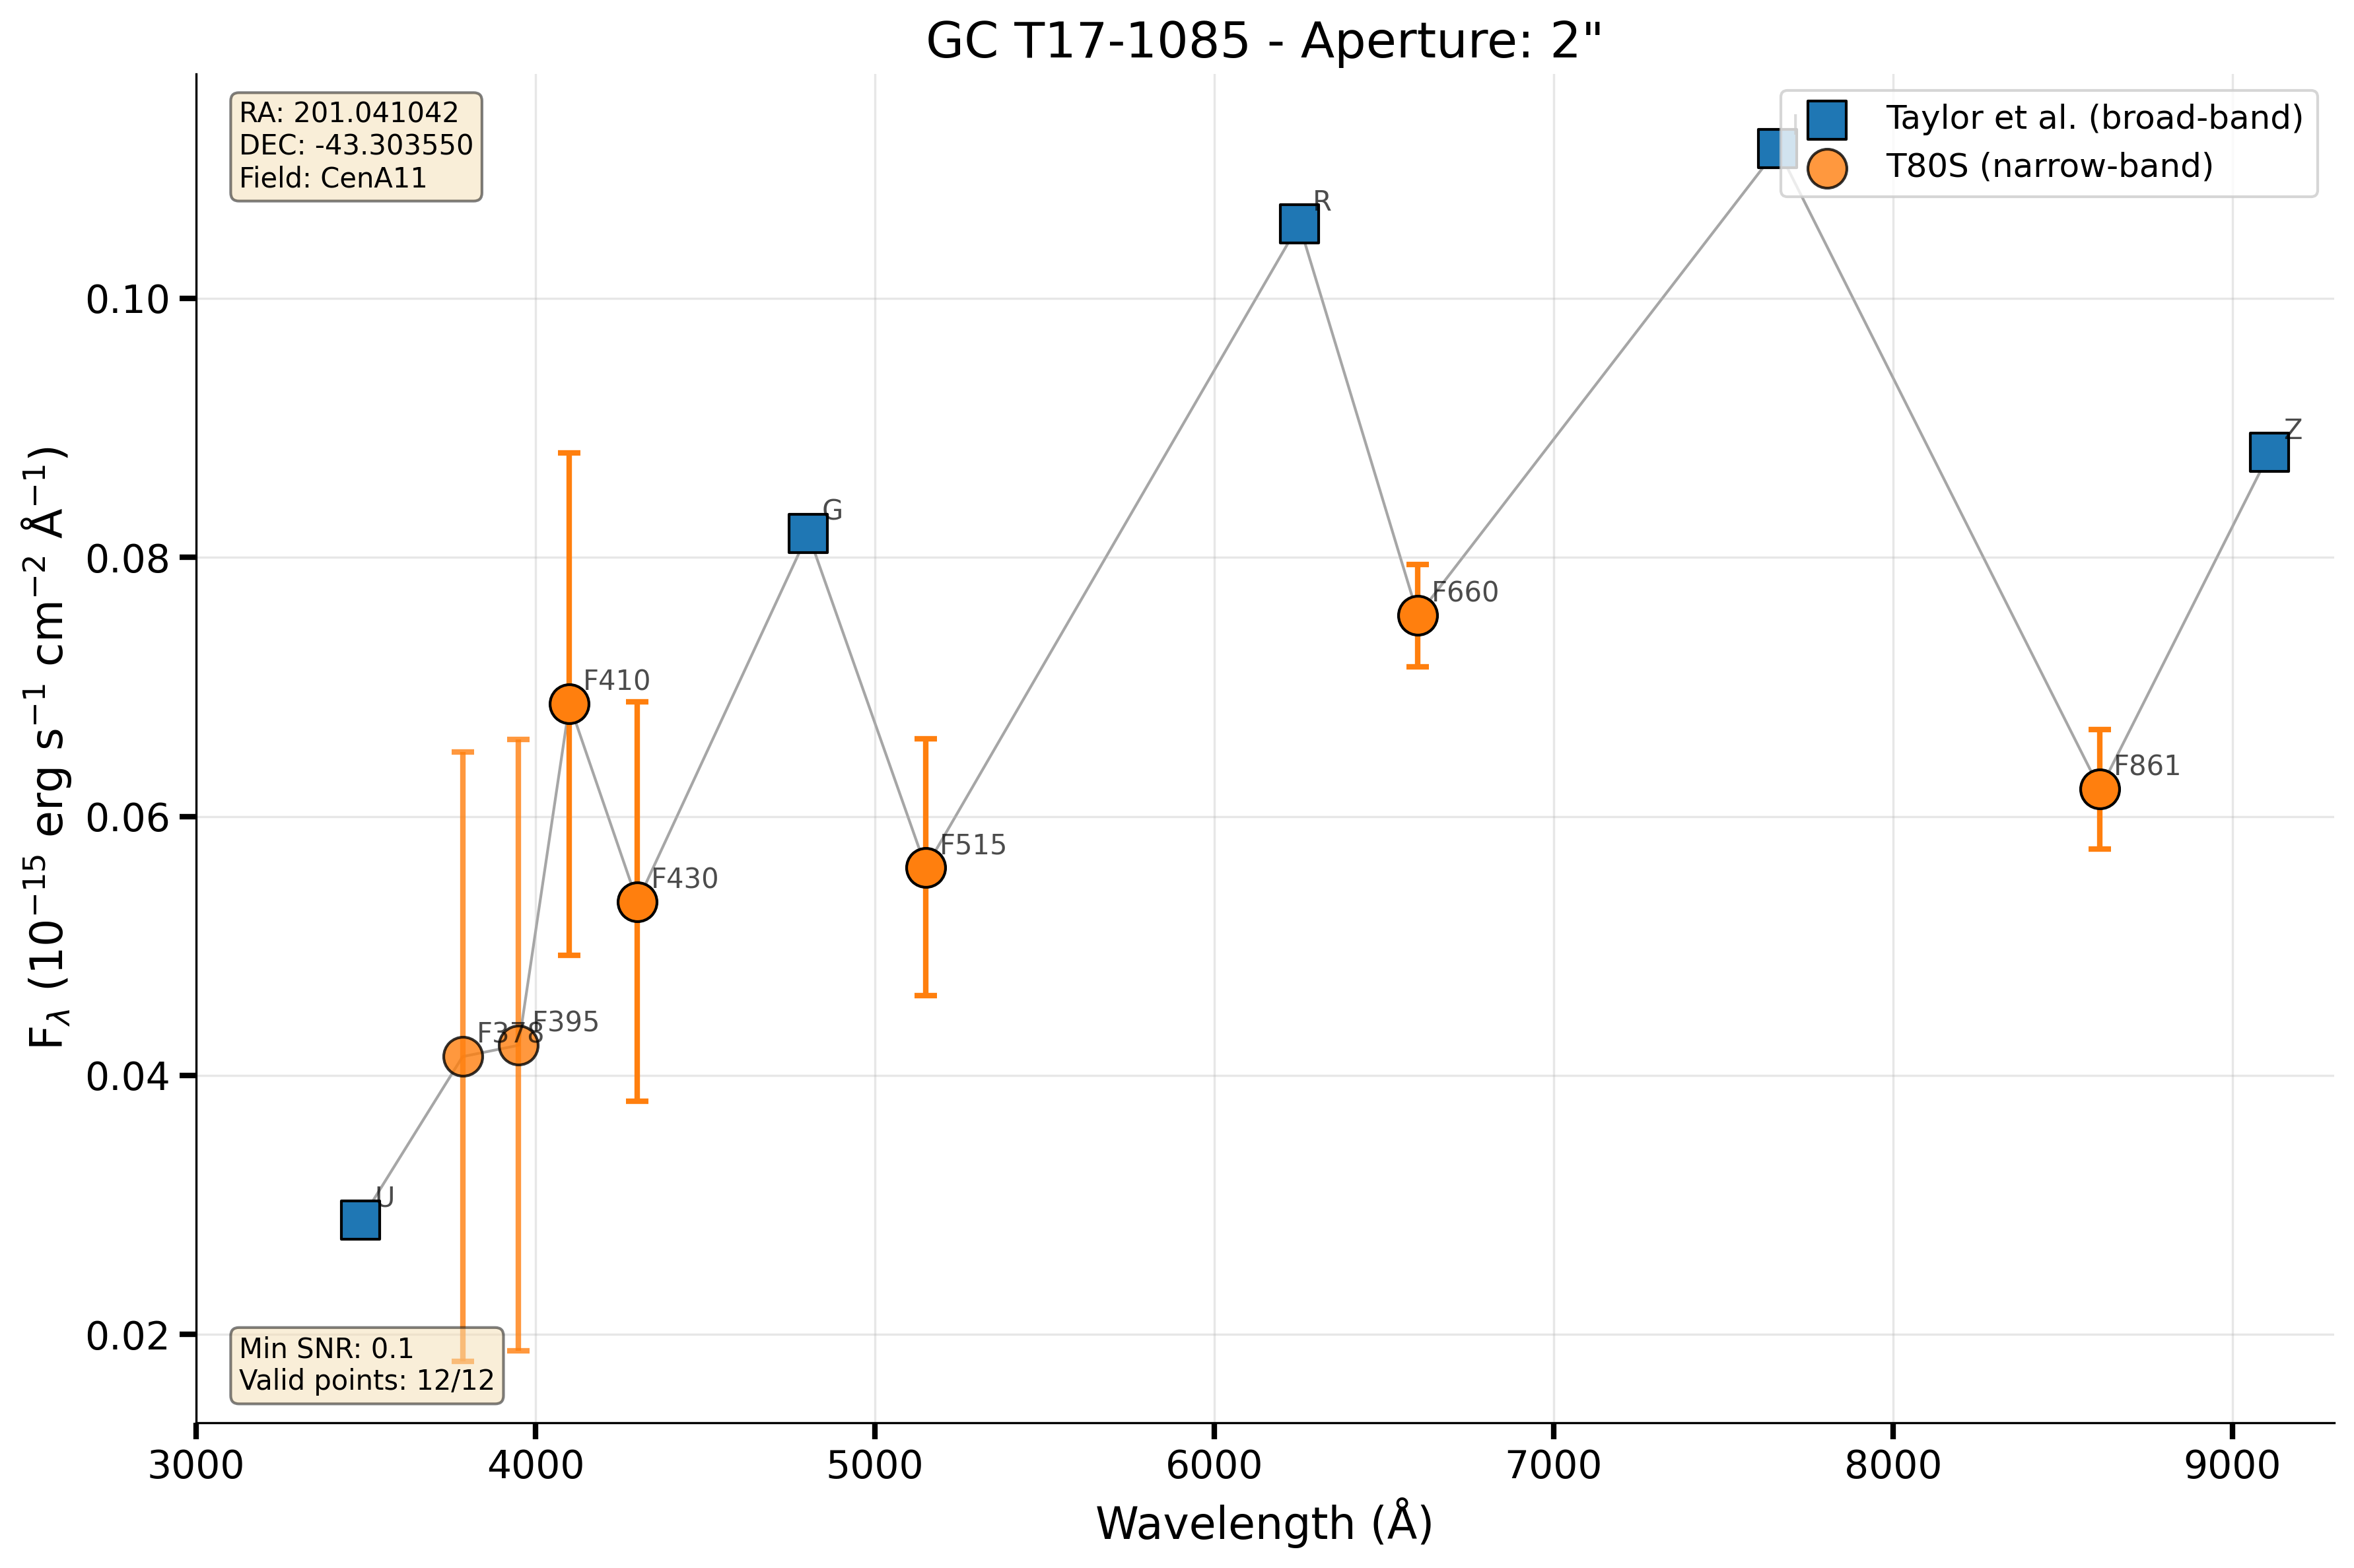 GC T17-1085 - Aperture: 2"
RA: 201.041042
DEC: -43.303550
Field: CenA11
Taylor et al. (broad-band)
T80S (narrow-band)
I
R
Z
G
F660
F410
F861
F515
F430
F395
F378
U
Min SNR: 0.1
Valid points: 12/12
0.10
0.08
0.06
0.04
0.02
F_λ (10⁻¹⁵ erg s⁻¹ cm⁻² Å⁻¹)
3000 4000 5000 6000 7000 8000 9000
Wavelength (Å)